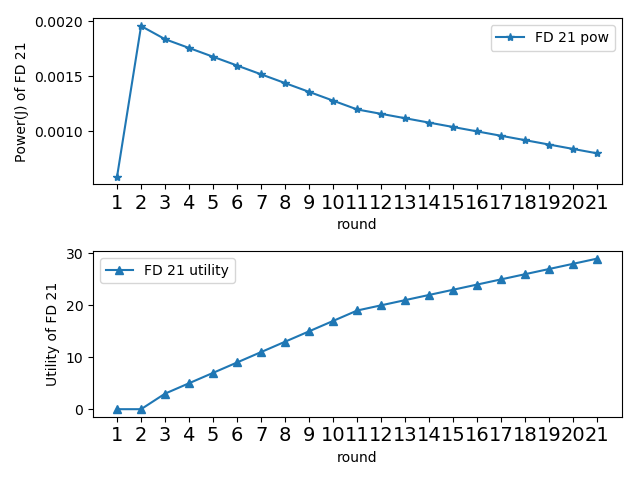 Power(J) of FD 21
0.0020
0.0015
0.0010
FD 21 pow
1 2 3 4 5 6 7 8 9 10 11 12 13 14 15 16 17 18 19 20 21
round
Utility of FD 21
30
20
10
0
FD 21 utility
1 2 3 4 5 6 7 8 9 10 11 12 13 14 15 16 17 18 19 20 21
round